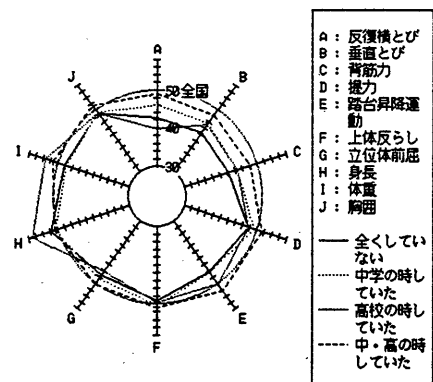 A
B
C
D
E
F
G
H
I
J
50全国
40
30
A : 反復横とび
B : 垂直とび
C : 背筋力
D : 握力
E : 踏台昇降運
動
F : 上体反らし
G : 立位体前屈
H : 身長
I : 体重
J : 胸囲
全くしてい
ない
中学の時し
ていた
高校の時し
ていた
中・高の時
していた